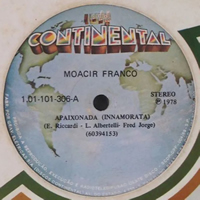 CONTINENTAL
MOACIR FRANCO
1.01-101-306-A
STEREO
℗ 1978
APAIXONADA (INNAMORATA)
(E. Riccardi - L. Albertelli- Fred Jorge)
(60394153)